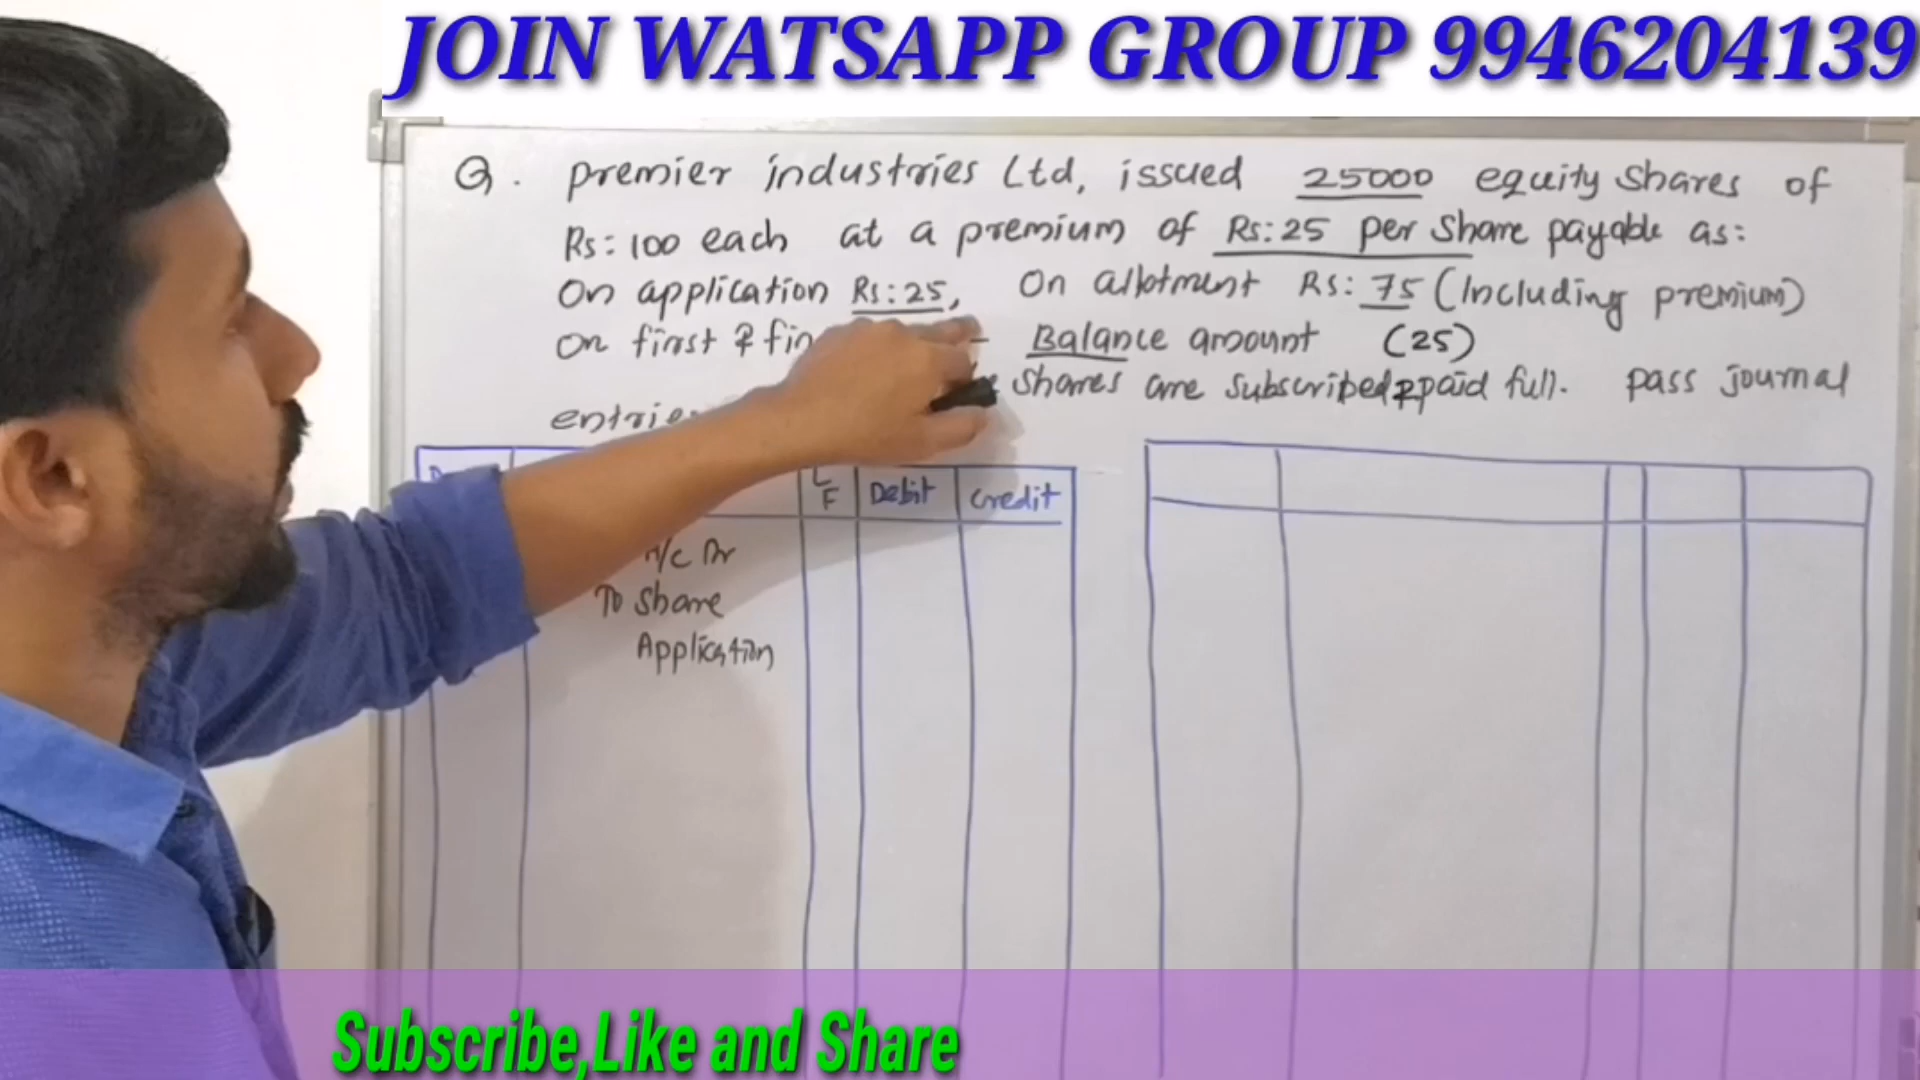 JOIN WATSAPP GROUP 9946204139
Q. premier industries Ltd, issued 25000 equity shares of
Rs: 100 each at a premium of Rs: 25 per share payable as:
On application Rs: 25, On allotment Rs: 75 (Including premium)
On first & fin Balance amount (25)
shares are subscribed & paid full. pass journal
entrie
L F Debit credit
A/c Dr
To share
Application
Subscribe,Like and Share